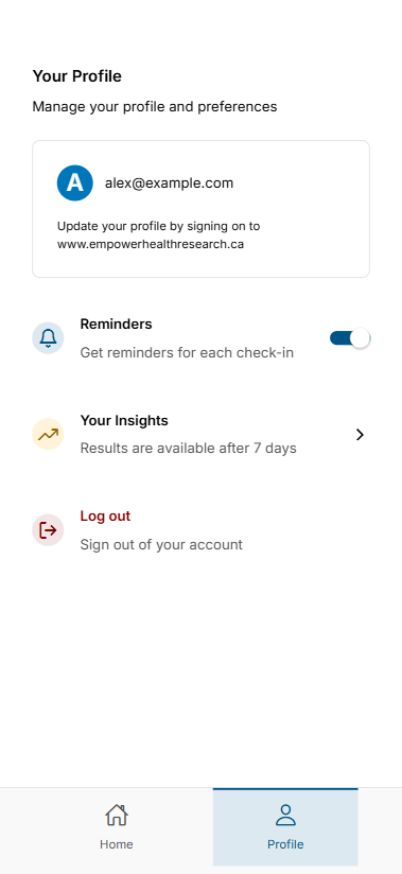 Your Profile
Manage your profile and preferences
A
alex@example.com
Update your profile by signing on to
www.empowerhealthresearch.ca
Reminders
Get reminders for each check-in
Your Insights
Results are available after 7 days
Log out
Sign out of your account
Home
Profile